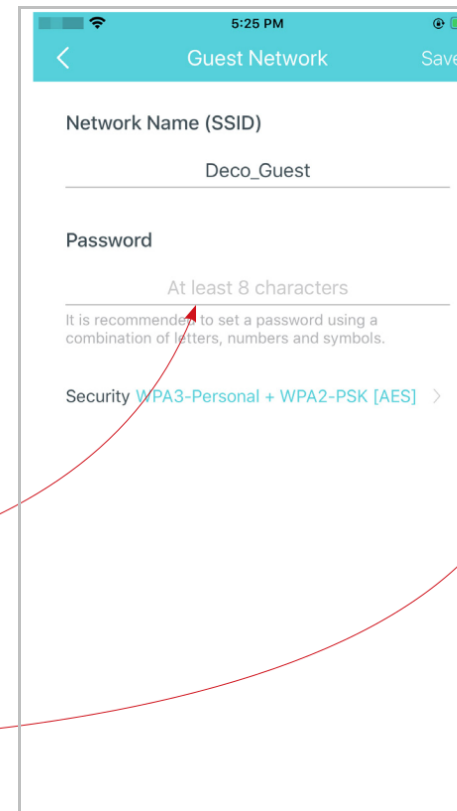 5:25 PM
Guest Network
Save
Network Name (SSID)
Deco_Guest
Password
At least 8 characters
It is recommended to set a password using a
combination of letters, numbers and symbols.
Security WPA3-Personal + WPA2-PSK [AES]